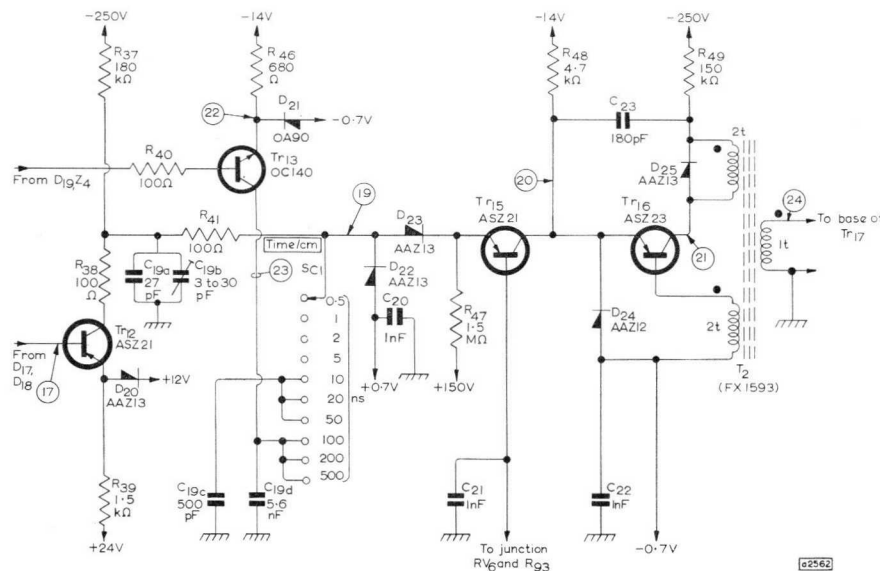 -250V
-14V
-14V
-250V
R37
180
kΩ
R46
680
Ω
R48
4.7
kΩ
R49
150
kΩ
22
D21
OA90
-0.7V
C23
180pF
2t
R40
100Ω
From D19,Z4
Tr13
OC140
D25
AAZ13
R41
100Ω
Time/cm
19
D23
AAZ13
Tr15
ASZ21
20
Tr16
ASZ23
21
24
To base of
Tr17
1t
R38
100
Ω
C19a
27
pF
C19b
3 to30
pF
23
SC1
D22
AAZ13
C20
1nF
R47
1.5
MΩ
D24
AAZ12
2t
T2
(FX1593)
0.5
1
2
5
10
20
50
100
200
500
ns
From
D17,
D18
17
Tr12
ASZ21
D20
AAZ13
+12V
+0.7V
+150V
R39
1.5
kΩ
+24V
C19c
500
pF
C19d
5.6
nF
C21
1nF
C22
1nF
To junction
RV6 and R93
-0.7V
a2562